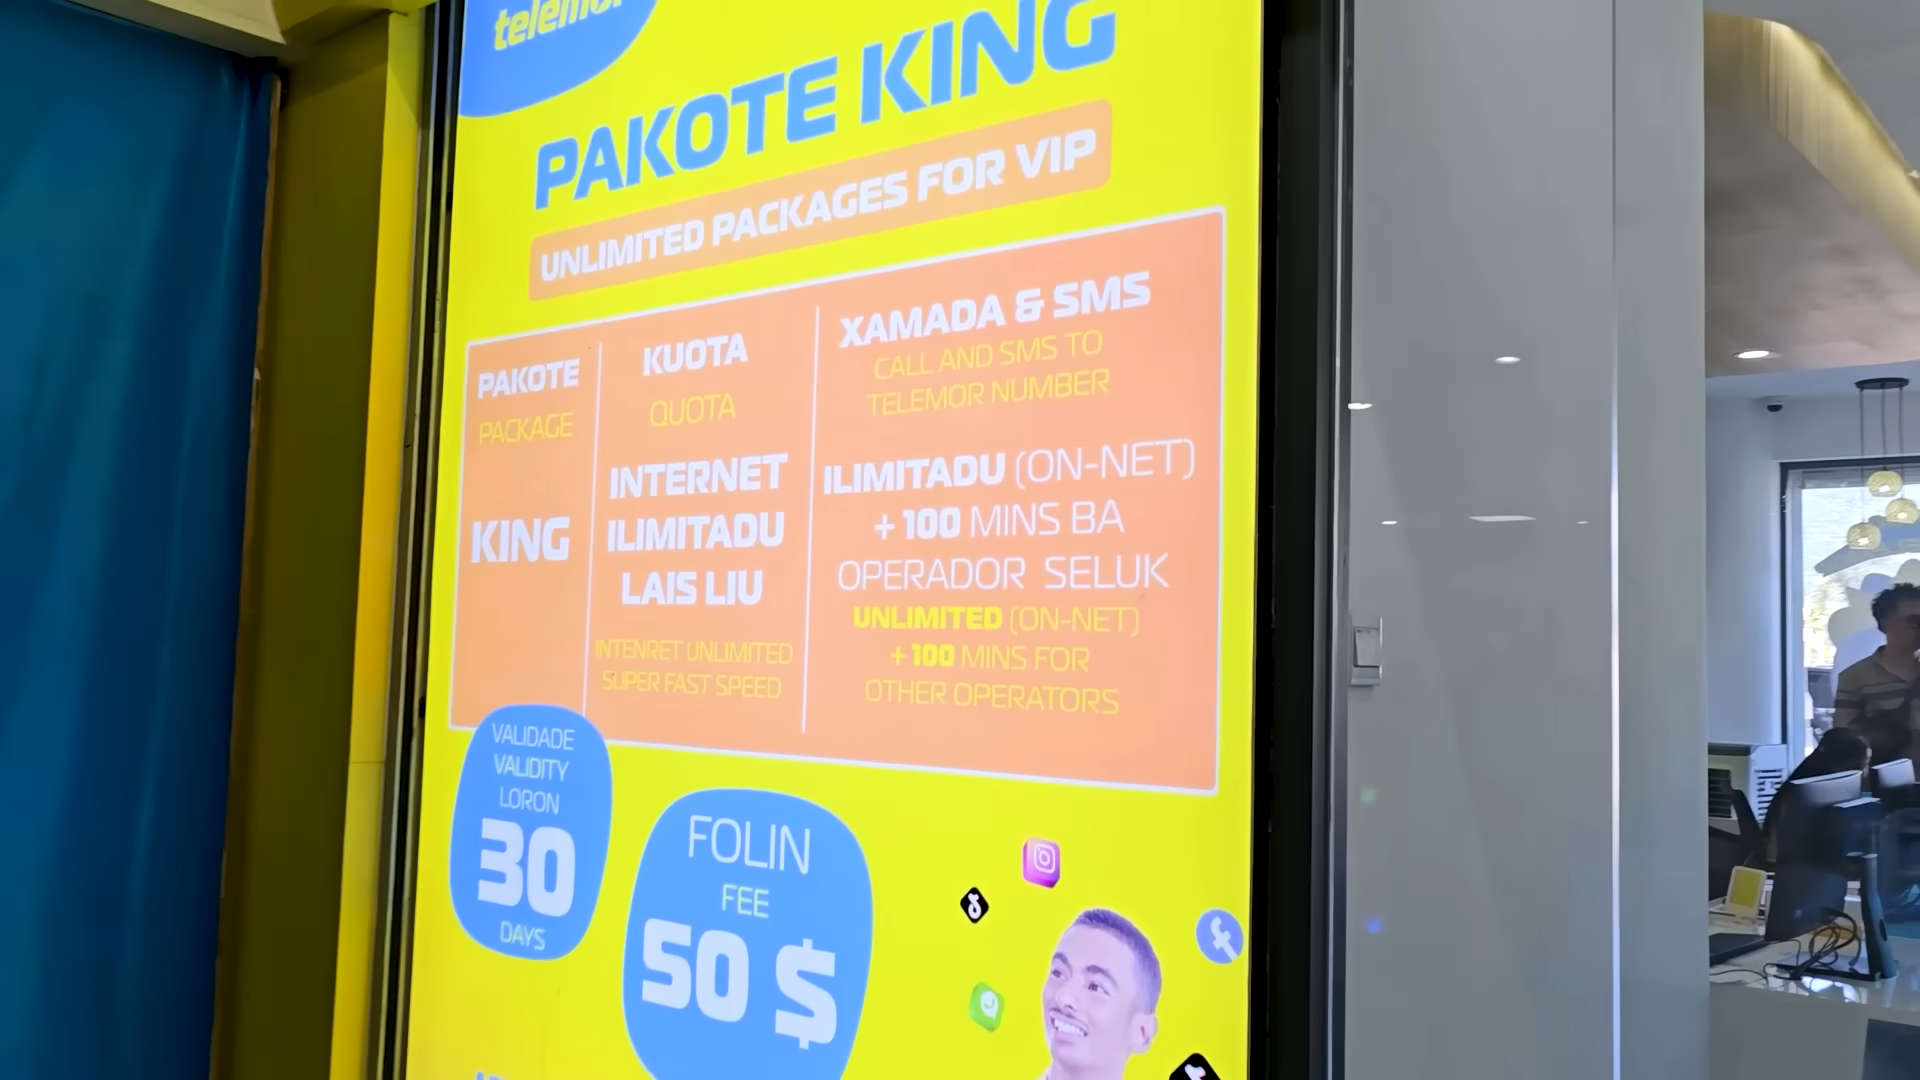 telemor
PAKOTE KING
UNLIMITED PACKAGES FOR VIP
PAKOTE
PACKAGE
KING
KUOTA
QUOTA
INTERNET
ILIMITADU
LAIS LIU
INTENRET UNLIMITED
SUPER FAST SPEED
XAMADA & SMS
CALL AND SMS TO
TELEMOR NUMBER
ILIMITADU (ON-NET)
+ 100 MINS BA
OPERADOR SELUK
UNLIMITED (ON-NET)
+ 100 MINS FOR
OTHER OPERATORS
VALIDADE
VALIDITY
LORON
30
DAYS
FOLIN
FEE
50 $